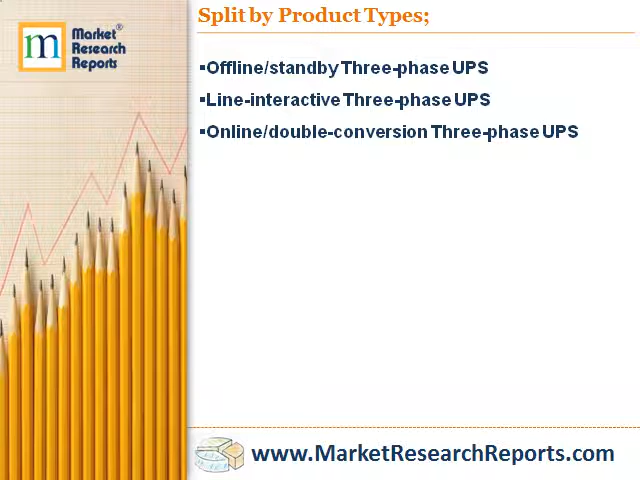 m
Market
Research
Reports
®
Split by Product Types;
▪Offline/standby Three-phase UPS
▪Line-interactive Three-phase UPS
▪Online/double-conversion Three-phase UPS
www.MarketResearchReports.com